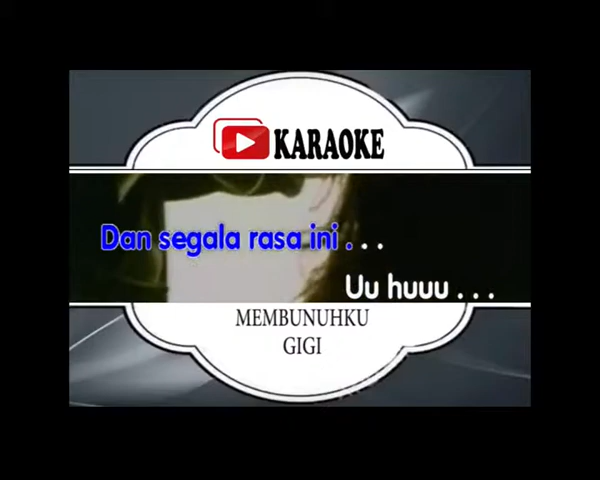 KARAOKE
Dan segala rasa ini . . .
Uu huuu . . .
MEMBUNUHKU
GIGI